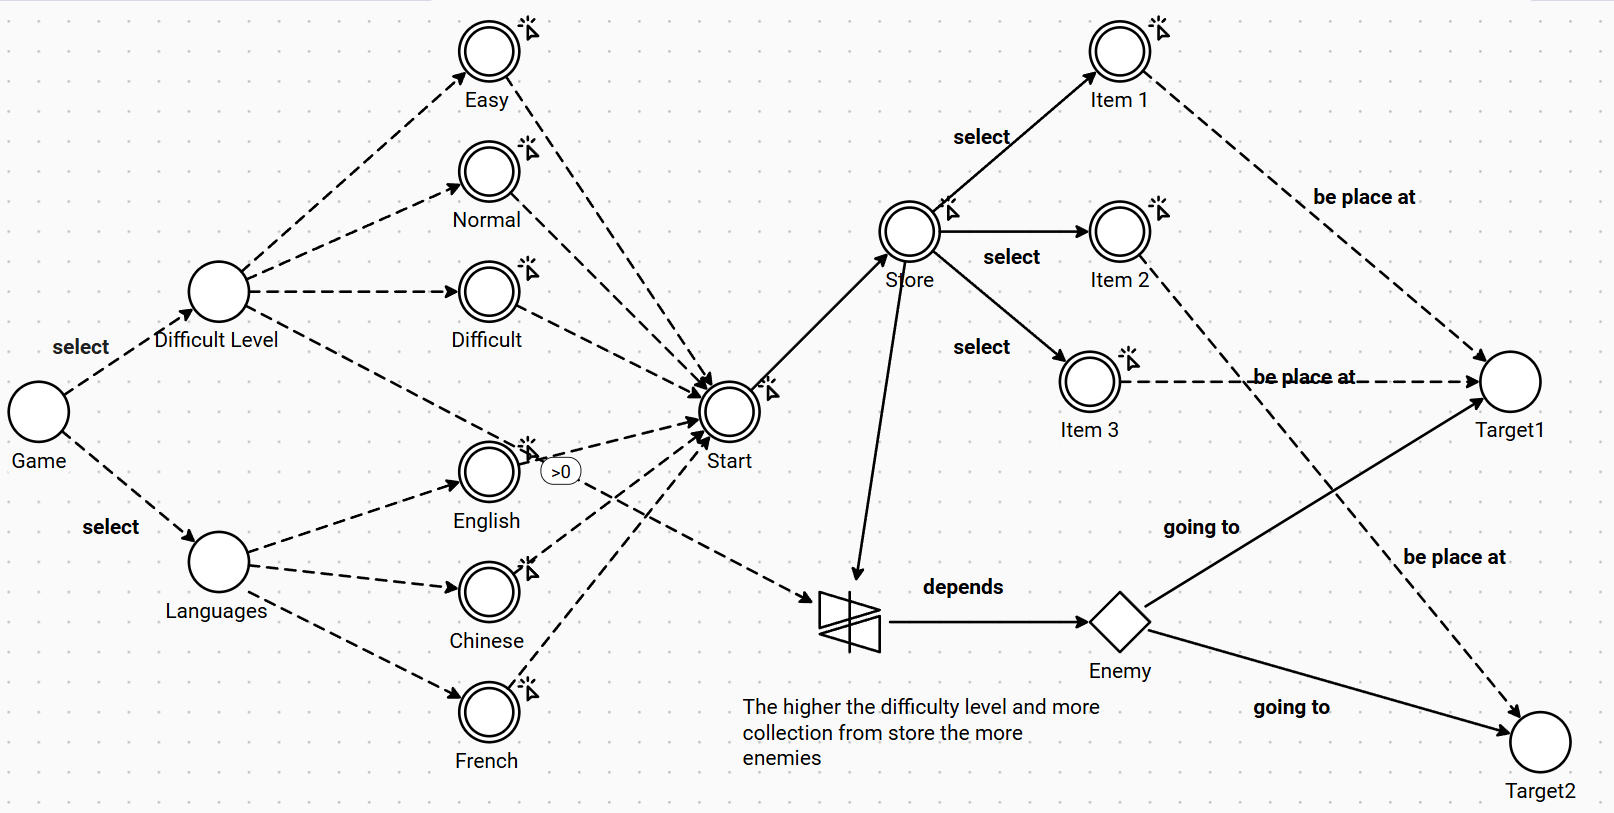 Easy
Item 1
select
be place at
Normal
Store
select
Item 2
Difficult Level
select
Difficult
select
be place at
Item 3
Target1
Game
Start
>0
select
English
going to
be place at
Languages
depends
Chinese
Enemy
The higher the difficulty level and more
collection from store the more
enemies
going to
French
Target2